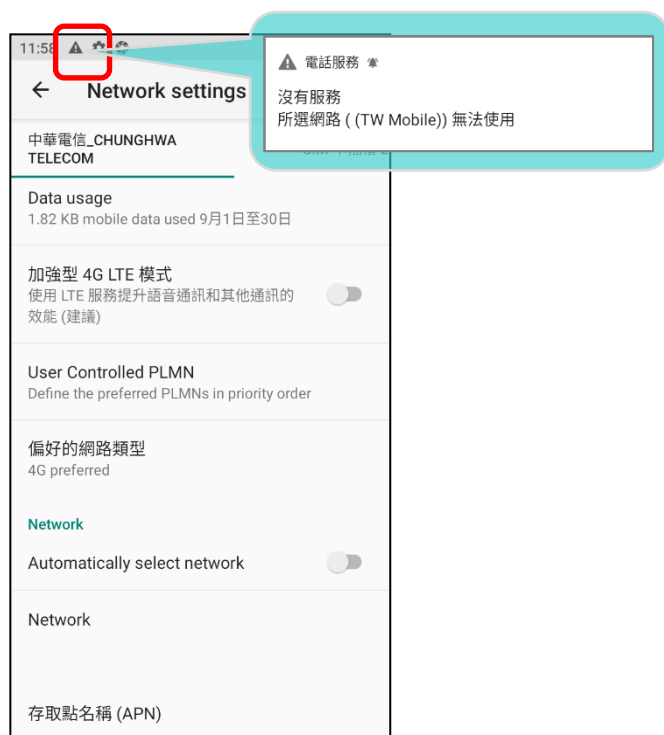 11:58
電話服務
沒有服務
所選網路 ( (TW Mobile)) 無法使用
Network settings
中華電信_CHUNGHWA
TELECOM
Data usage
1.82 KB mobile data used 9月1日至30日
加強型 4G LTE 模式
使用 LTE 服務提升語音通訊和其他通訊的
效能 (建議)
User Controlled PLMN
Define the preferred PLMNs in priority order
偏好的網路類型
4G preferred
Network
Automatically select network
Network
存取點名稱 (APN)